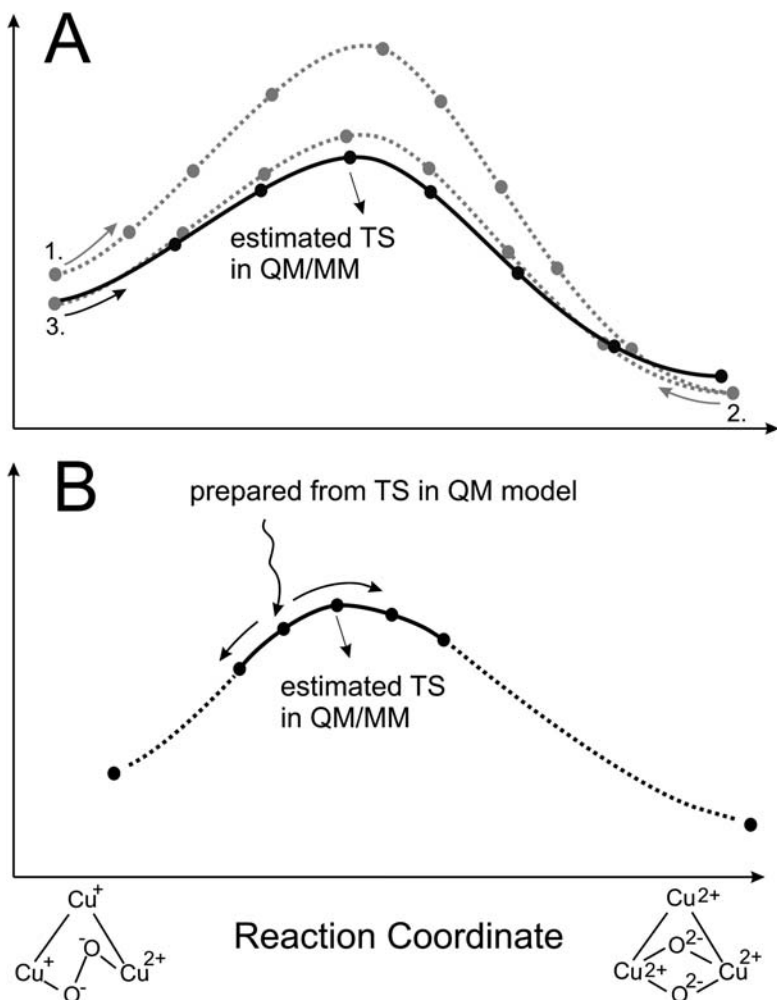 A
1.
estimated TS
in QM/MM
3.
2.
B
prepared from TS in QM model
estimated TS
in QM/MM
Cu+
Cu+
-O
O-
Cu2+
Reaction Coordinate
Cu2+
O2-
Cu2+
Cu2+
O2-